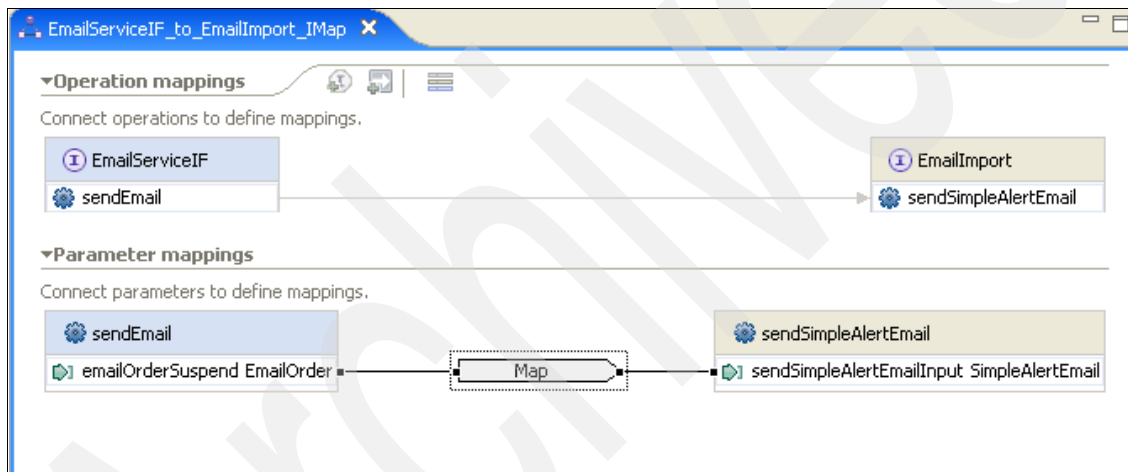 EmailServiceIF_to_EmailImport_IMap
Operation mappings
Connect operations to define mappings.
EmailServiceIF
EmailImport
sendEmail
sendSimpleAlertEmail
Parameter mappings
Connect parameters to define mappings.
sendEmail
sendSimpleAlertEmail
emailOrderSuspend EmailOrder
Map
sendSimpleAlertEmailInput SimpleAlertEmail